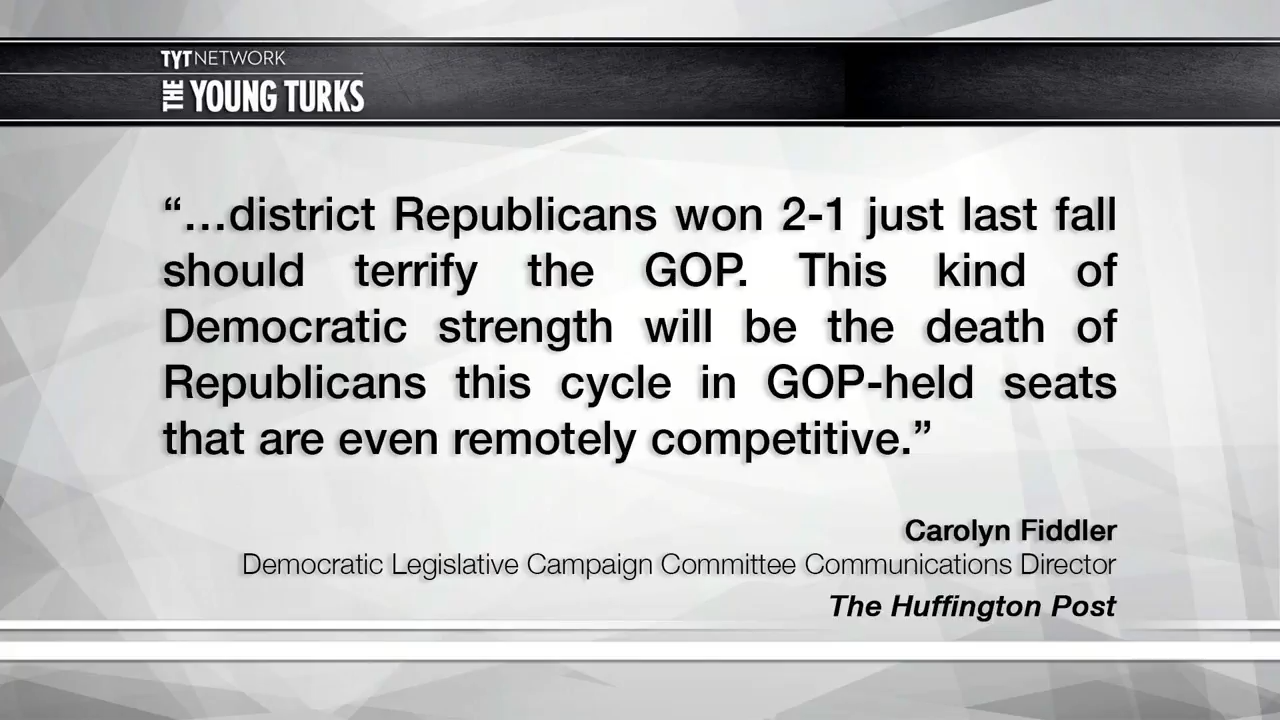 TYT NETWORK
THE YOUNG TURKS
“...district Republicans won 2-1 just last fall
should terrify the GOP. This kind of
Democratic strength will be the death of
Republicans this cycle in GOP-held seats
that are even remotely competitive.”
Carolyn Fiddler
Democratic Legislative Campaign Committee Communications Director
The Huffington Post